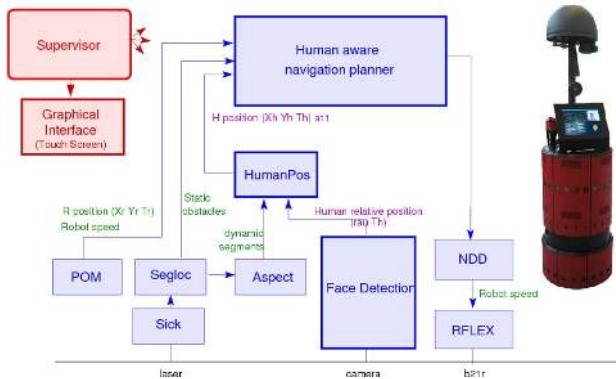 Supervisor
Human aware
navigation planner
Graphical
Interface
(Touch Screen)
H position (Xh Yh Th) at t
HumanPos
R position (Xr Yr Tr)
Robot speed
Static
obstacles
Human relative position
(rau Th)
dynamic
segments
POM
Segloc
Aspect
Face Detection
NDD
Robot speed
Sick
RFLEX
laser
camera
b21r